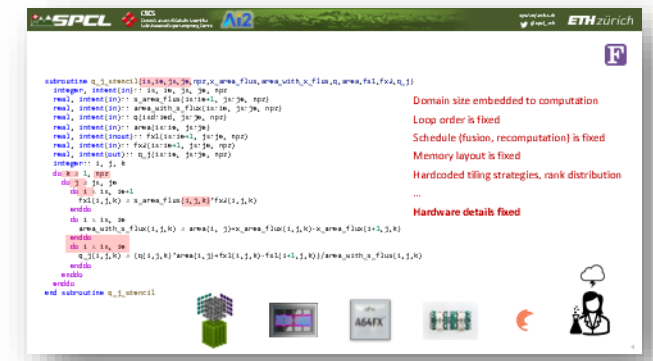 SPCL
CSCS
Ai2
spcl.inf.ethz.ch
@spcl_eth
ETH zürich
F
subroutine q_j_stencil(is,ie,js,je,npz,x_area_flux,area_with_x_flux,q,area,fx1,fx2,q_j)
integer, intent(in):: is, ie, js, je, npz
real, intent(in):: x_area_flux(is:ie+1, js:je, npz)
real, intent(in):: area_with_x_flux(is:ie, js:je, npz)
real, intent(in):: q(isd:ied, js:je, npz)
real, intent(in):: area(is:ie, js:je)
real, intent(inout):: fx1(is:ie+1, js:je, npz)
real, intent(in):: fx2(is:ie+1, js:je, npz)
real, intent(out):: q_j(is:ie, js:je, npz)
integer:: i, j, k
do k = 1, npz
do j = js, je
do i = is, ie+1
fx1(i,j,k) = x_area_flux(i,j,k)*fx2(i,j,k)
enddo
do i = is, ie
area_with_x_flux(i,j,k) = area(i, j)+x_area_flux(i,j,k)-x_area_flux(i+1,j,k)
enddo
do i = is, ie
q_j(i,j,k) = (q(i,j,k)*area(i,j)+fx1(i,j,k)-fx1(i+1,j,k))/area_with_x_flux(i,j,k)
enddo
enddo
enddo
end subroutine q_j_stencil
Domain size embedded to computation
Loop order is fixed
Schedule (fusion, recomputation) is fixed
Memory layout is fixed
Hardcoded tiling strategies, rank distribution
...
Hardware details fixed
A64FX